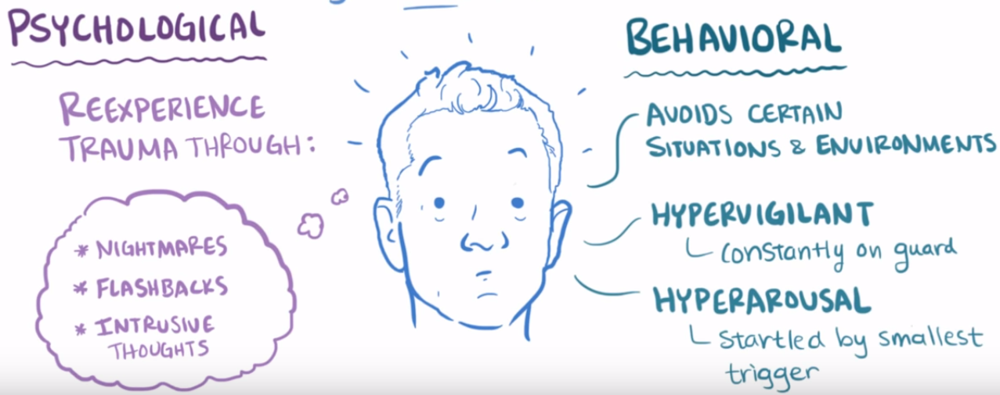 PSYCHOLOGICAL
REEXPERIENCE
TRAUMA THROUGH:
* NIGHTMARES
* FLASHBACKS
* INTRUSIVE
THOUGHTS
BEHAVIORAL
AVOIDS CERTAIN
SITUATIONS & ENVIRONMENTS
HYPERVIGILANT
constantly on guard
HYPERAROUSAL
startled by smallest
trigger